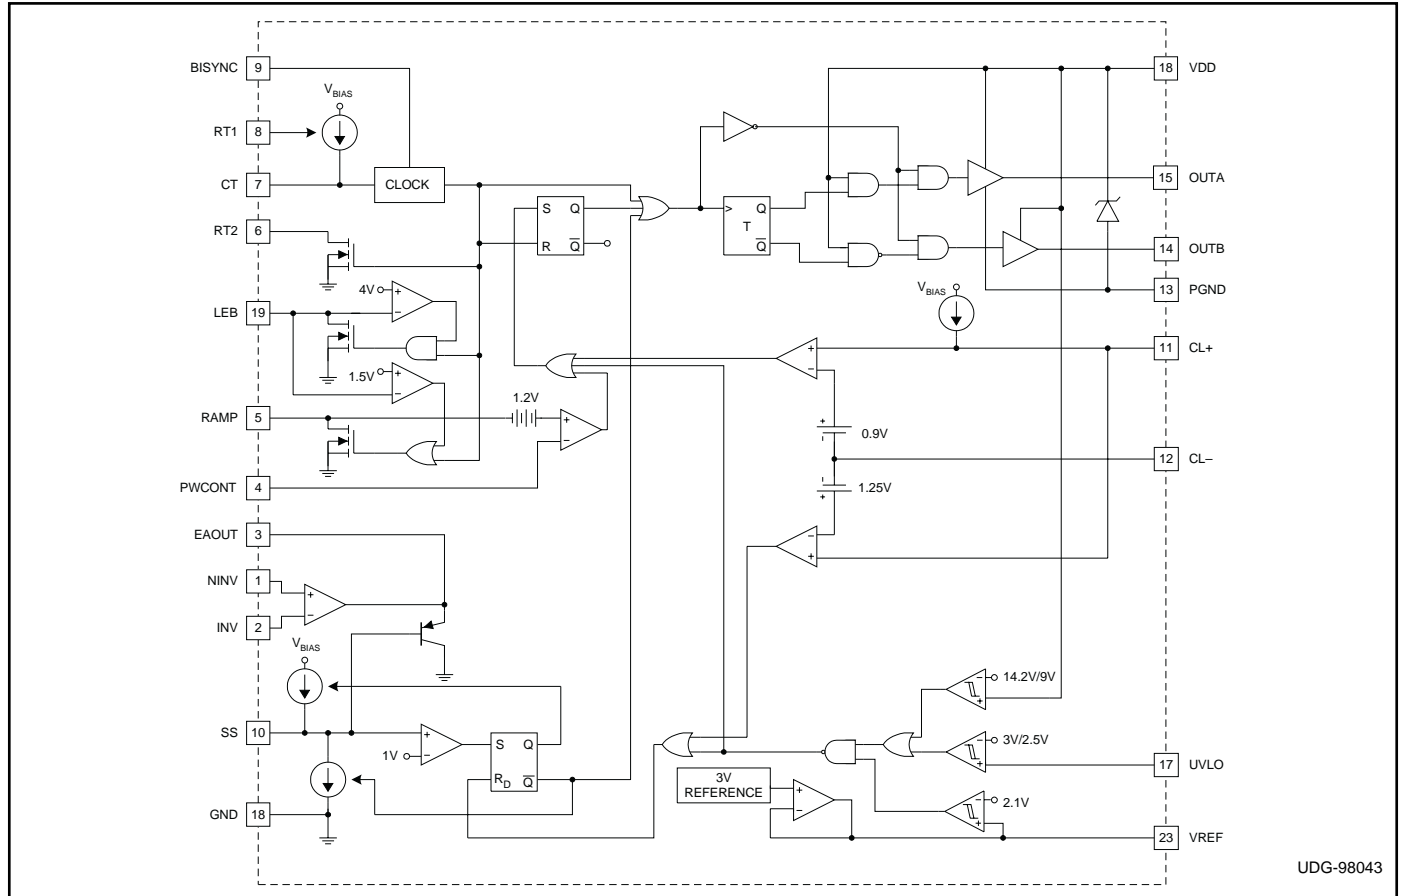 BISYNC 9
RT1 8
CT 7
RT2 6
LEB 19
RAMP 5
PWCONT 4
EAOUT 3
NINV 1
INV 2
SS 10
GND 18
VBIAS
CLOCK
4V
+
−
1.5V
+
−
1.2V
+
−
+
−
VBIAS
1V
+
−
S Q
RD Q̅
S Q
R Q̅
> Q
T
Q̅
VBIAS
+
−
+
−
0.9V
−
+
1.25V
−
+
− 14.2V/9V
+
− 3V/2.5V
+
− 2.1V
+
3V
REFERENCE
+
−
18 VDD
15 OUTA
14 OUTB
13 PGND
11 CL+
12 CL–
17 UVLO
23 VREF
UDG-98043